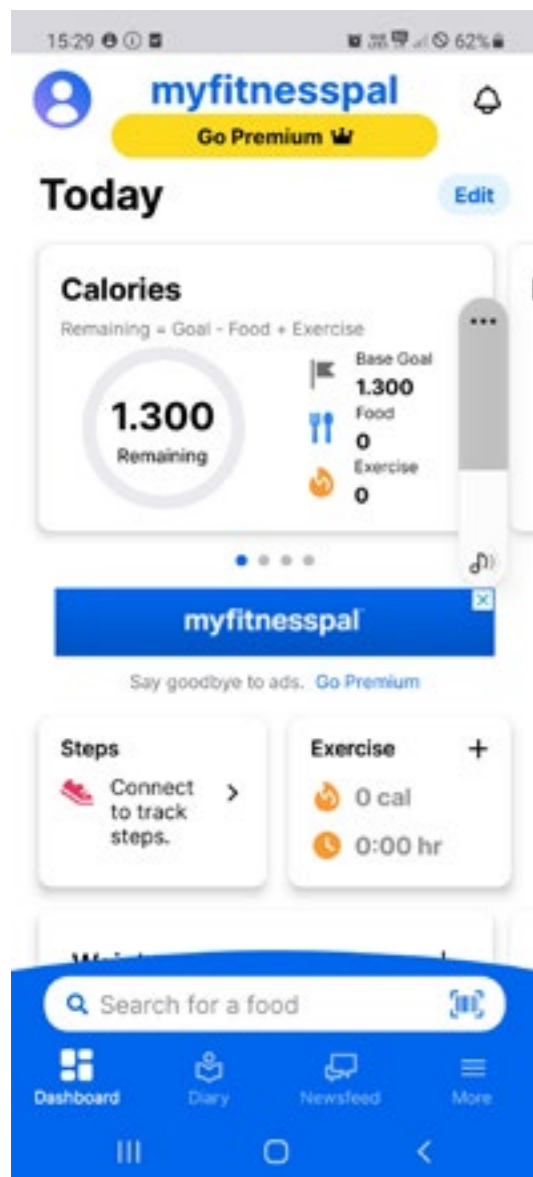 15:29
62%
myfitnesspal
Go Premium
Today
Edit
Calories
Remaining = Goal - Food + Exercise
1.300
Remaining
Base Goal
1.300
Food
0
Exercise
0
myfitnesspal
Say goodbye to ads. Go Premium
Steps
Connect
to track
steps.
Exercise
+
0 cal
0:00 hr
Search for a food
Dashboard
Diary
Newsfeed
More